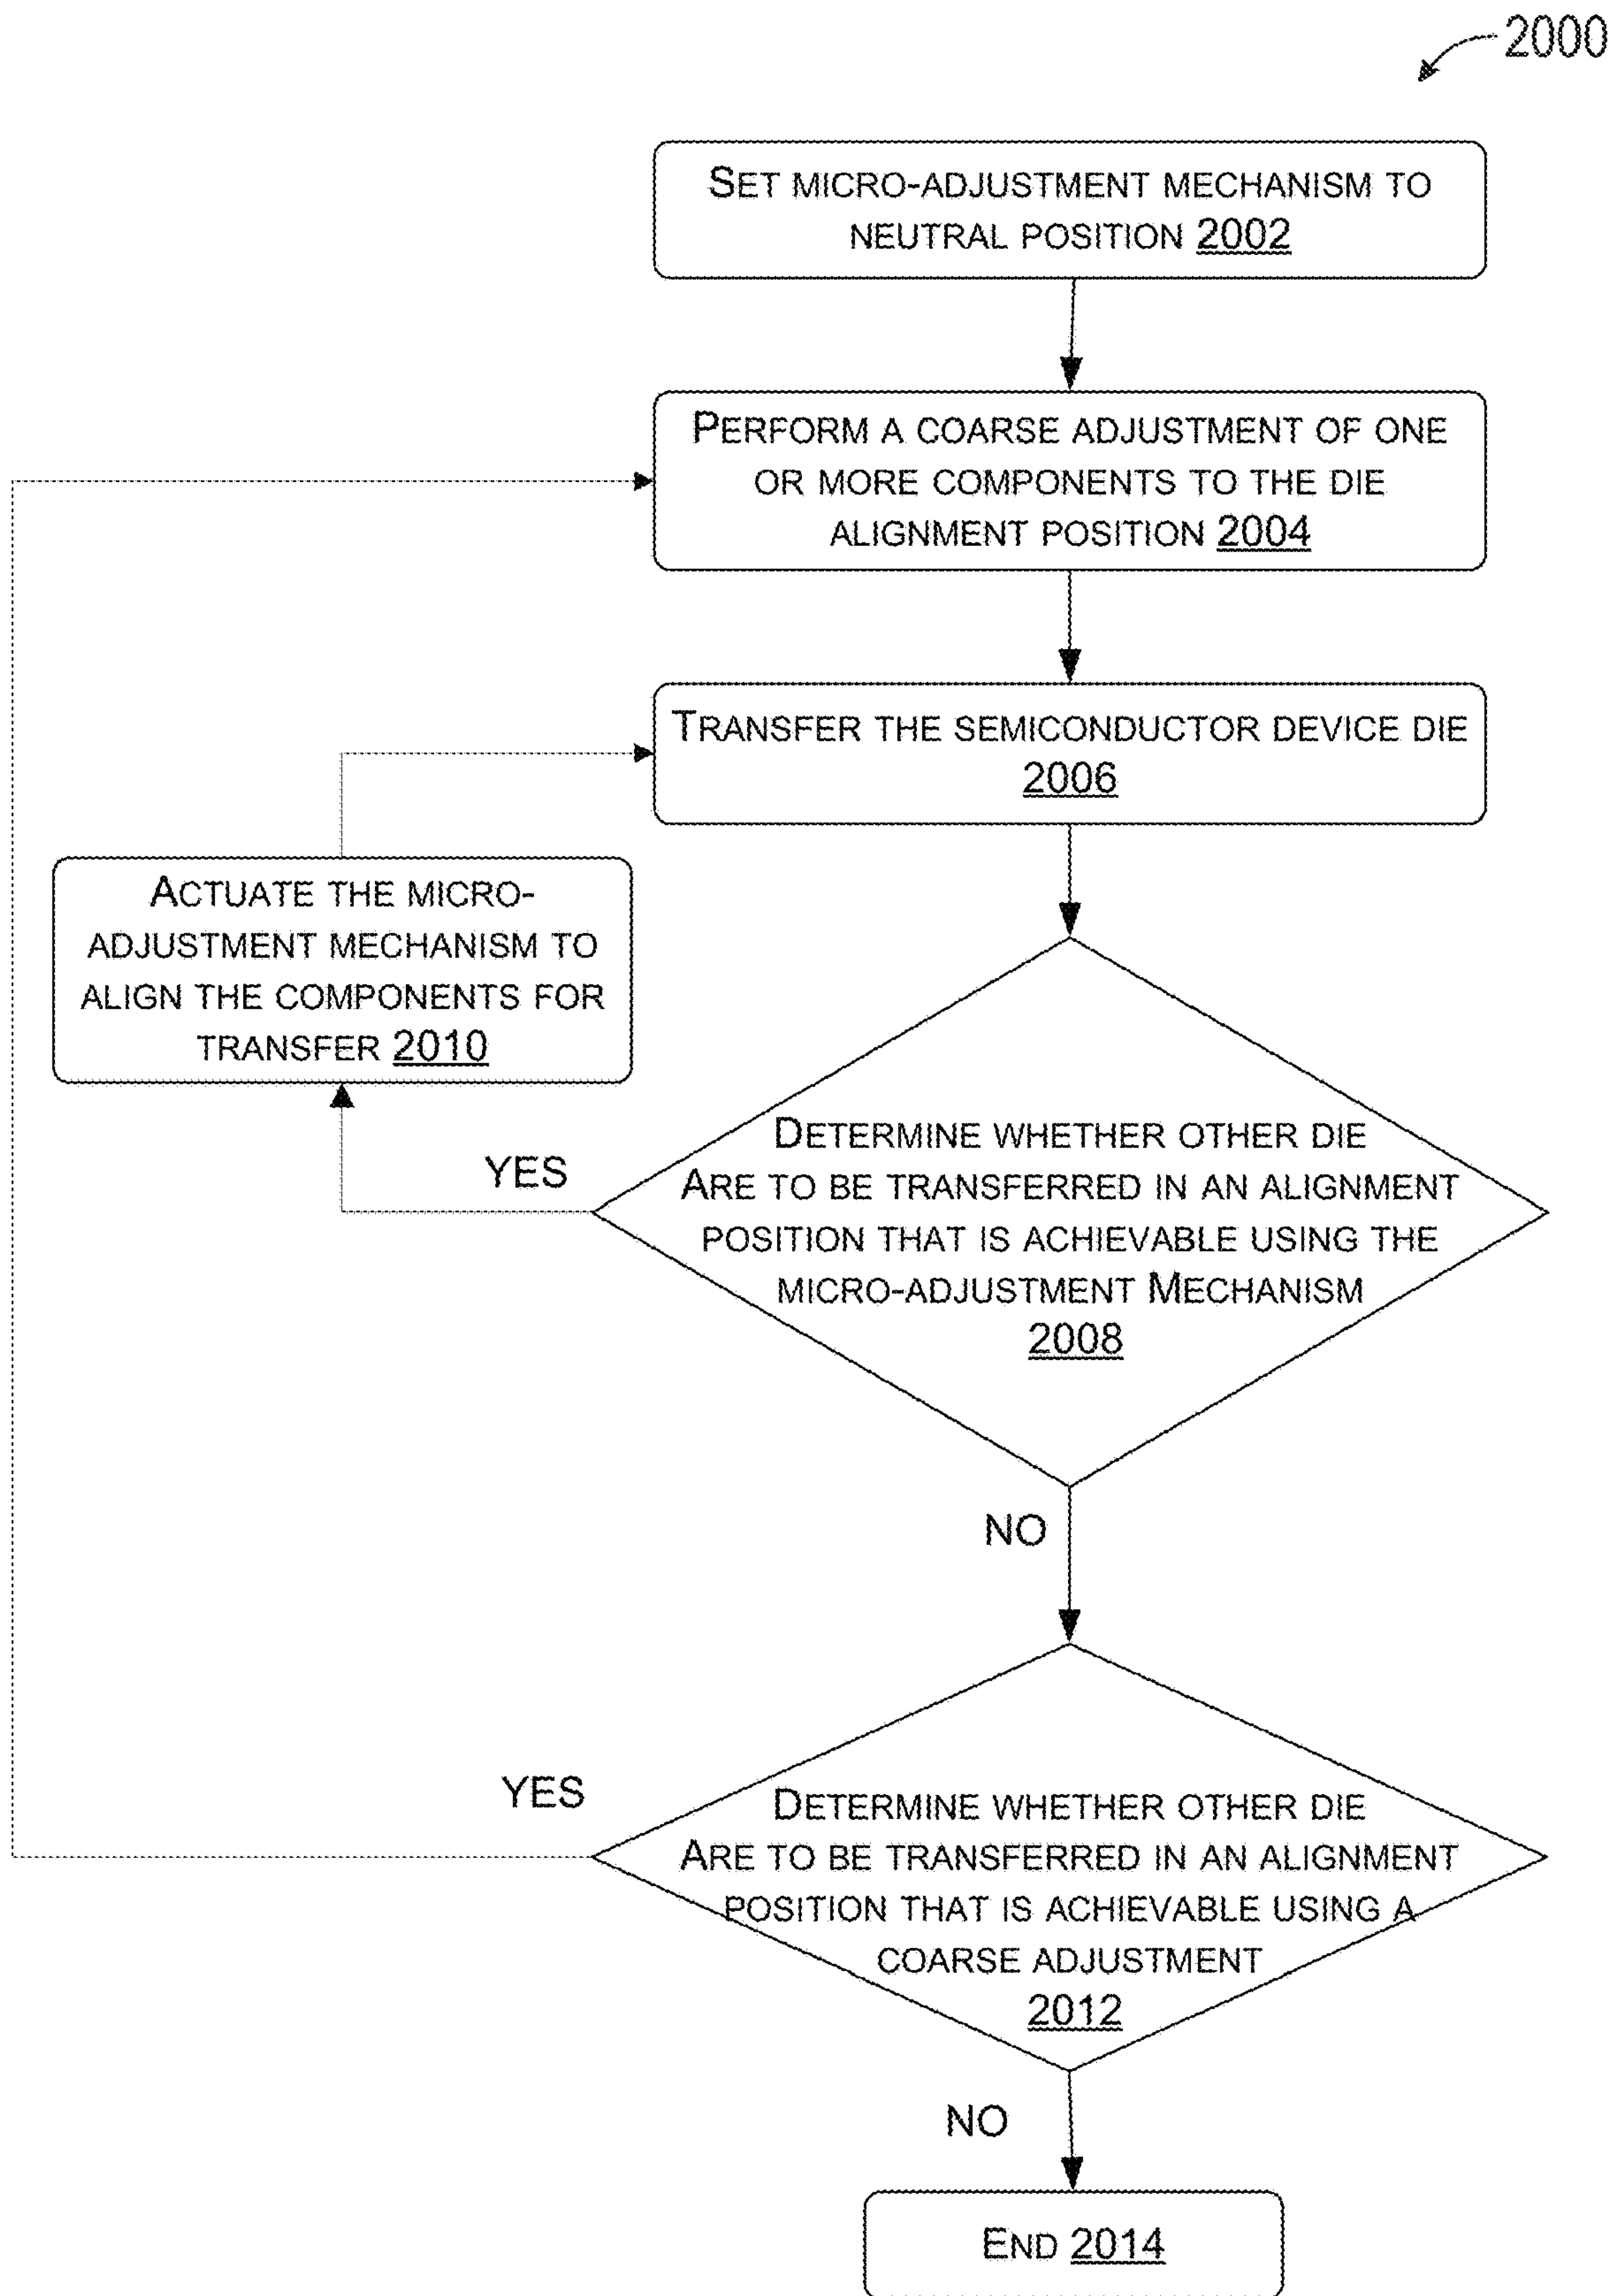 2000
SET MICRO-ADJUSTMENT MECHANISM TO
NEUTRAL POSITION 2002
PERFORM A COARSE ADJUSTMENT OF ONE
OR MORE COMPONENTS TO THE DIE
ALIGNMENT POSITION 2004
TRANSFER THE SEMICONDUCTOR DEVICE DIE
2006
ACTUATE THE MICRO-
ADJUSTMENT MECHANISM TO
ALIGN THE COMPONENTS FOR
TRANSFER 2010
YES
DETERMINE WHETHER OTHER DIE
ARE TO BE TRANSFERRED IN AN ALIGNMENT
POSITION THAT IS ACHIEVABLE USING THE
MICRO-ADJUSTMENT MECHANISM
2008
NO
YES
DETERMINE WHETHER OTHER DIE
ARE TO BE TRANSFERRED IN AN ALIGNMENT
POSITION THAT IS ACHIEVABLE USING A
COARSE ADJUSTMENT
2012
NO
END 2014